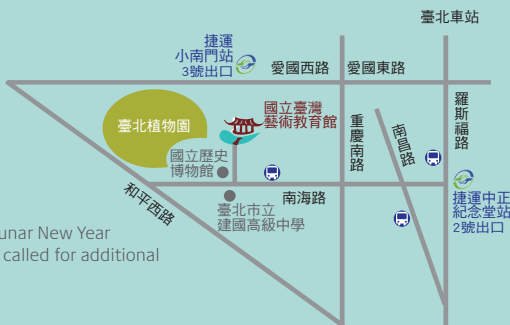 臺北車站
捷運
小南門站
3號出口
愛國西路
愛國東路
國立臺灣
藝術教育館
臺北植物園
重慶南路
南昌路
羅斯福路
國立歷史
博物館
和平西路
南海路
臺北市立
建國高級中學
捷運中正
紀念堂站
2號出口
unar New Year
called for additional